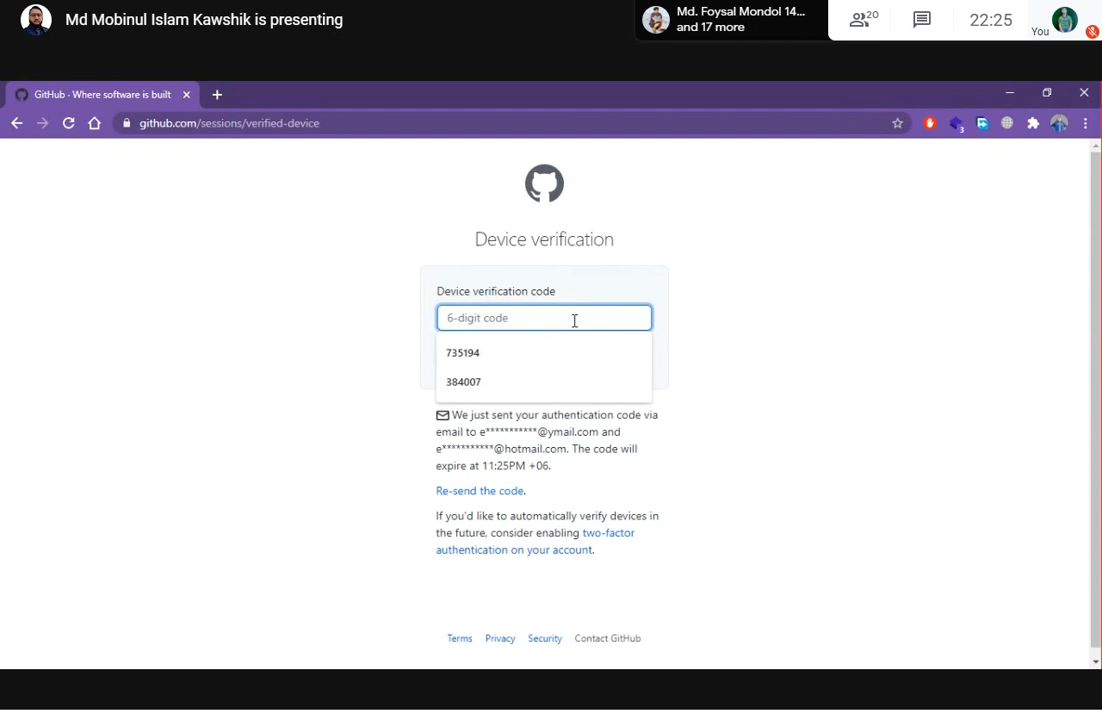 Md Mobinul Islam Kawshik is presenting
Md. Foysal Mondol 14...
and 17 more
20
22:25
You
GitHub - Where software is built
github.com/sessions/verified-device
3
Device verification
Device verification code
6-digit code
735194
384007
We just sent your authentication code via
email to e***********@ymail.com and
e***********@hotmail.com. The code will
expire at 11:25PM +06.
Re-send the code.
If you'd like to automatically verify devices in
the future, consider enabling two-factor
authentication on your account.
Terms Privacy Security Contact GitHub